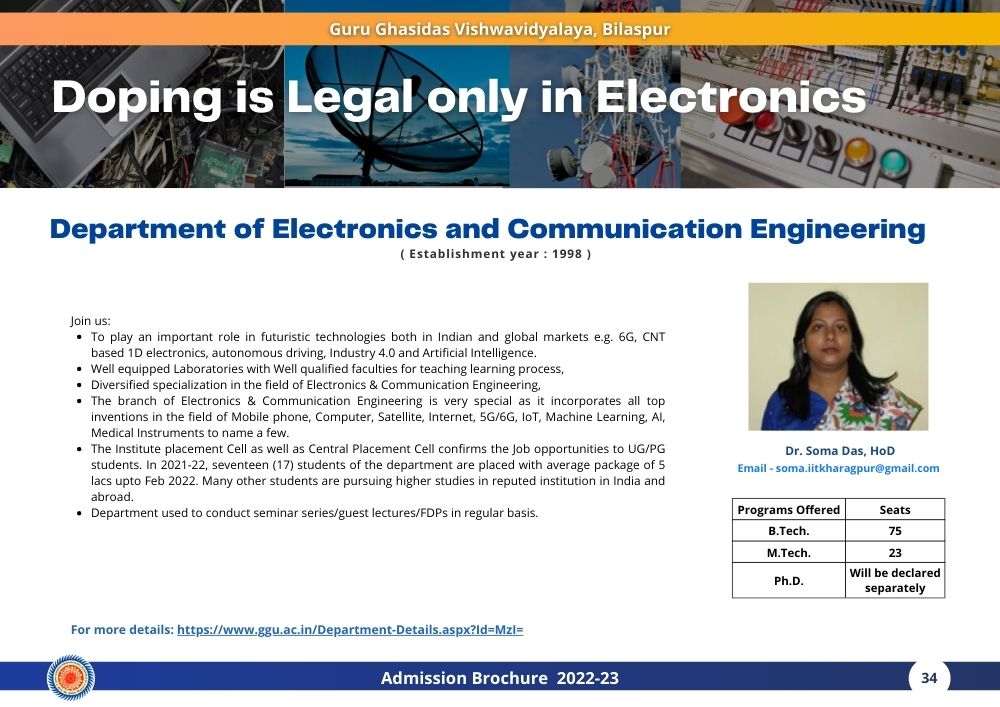 Guru Ghasidas Vishwavidyalaya, Bilaspur
Doping is Legal only in Electronics
Department of Electronics and Communication Engineering
( Establishment year : 1998 )
Join us:
• To play an important role in futuristic technologies both in Indian and global markets e.g. 6G, CNT
based 1D electronics, autonomous driving, Industry 4.0 and Artificial Intelligence.
• Well equipped Laboratories with Well qualified faculties for teaching learning process,
• Diversified specialization in the field of Electronics & Communication Engineering,
• The branch of Electronics & Communication Engineering is very special as it incorporates all top
inventions in the field of Mobile phone, Computer, Satellite, Internet, 5G/6G, IoT, Machine Learning, AI,
Medical Instruments to name a few.
• The Institute placement Cell as well as Central Placement Cell confirms the Job opportunities to UG/PG
students. In 2021-22, seventeen (17) students of the department are placed with average package of 5
lacs upto Feb 2022. Many other students are pursuing higher studies in reputed institution in India and
abroad.
• Department used to conduct seminar series/guest lectures/FDPs in regular basis.
Dr. Soma Das, HoD
Email - soma.iitkharagpur@gmail.com
Programs Offered Seats
B.Tech. 75
M.Tech. 23
Ph.D. Will be declared
separately
For more details: https://www.ggu.ac.in/Department-Details.aspx?Id=MzI=
Admission Brochure 2022-23
34